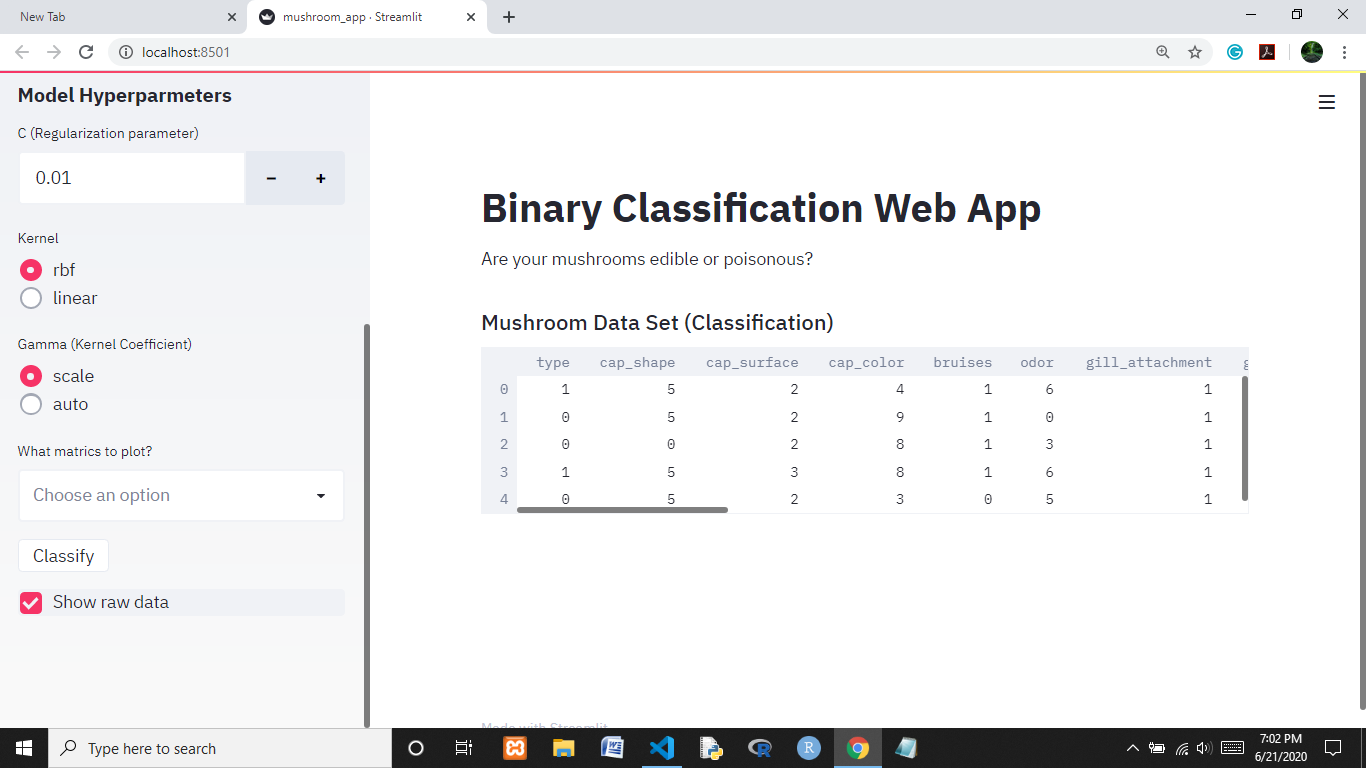 New Tab
mushroom_app · Streamlit
localhost:8501
Model Hyperparmeters
C (Regularization parameter)
0.01
Kernel
rbf
linear
Gamma (Kernel Coefficient)
scale
auto
What matrics to plot?
Choose an option
Classify
Show raw data
Binary Classification Web App
Are your mushrooms edible or poisonous?
Mushroom Data Set (Classification)
type cap_shape cap_surface cap_color bruises odor gill_attachment g
0 1 5 2 4 1 6 1
1 0 5 2 9 1 0 1
2 0 0 2 8 1 3 1
3 1 5 3 8 1 6 1
4 0 5 2 3 0 5 1
Made with Streamlit
Type here to search
7:02 PM
6/21/2020